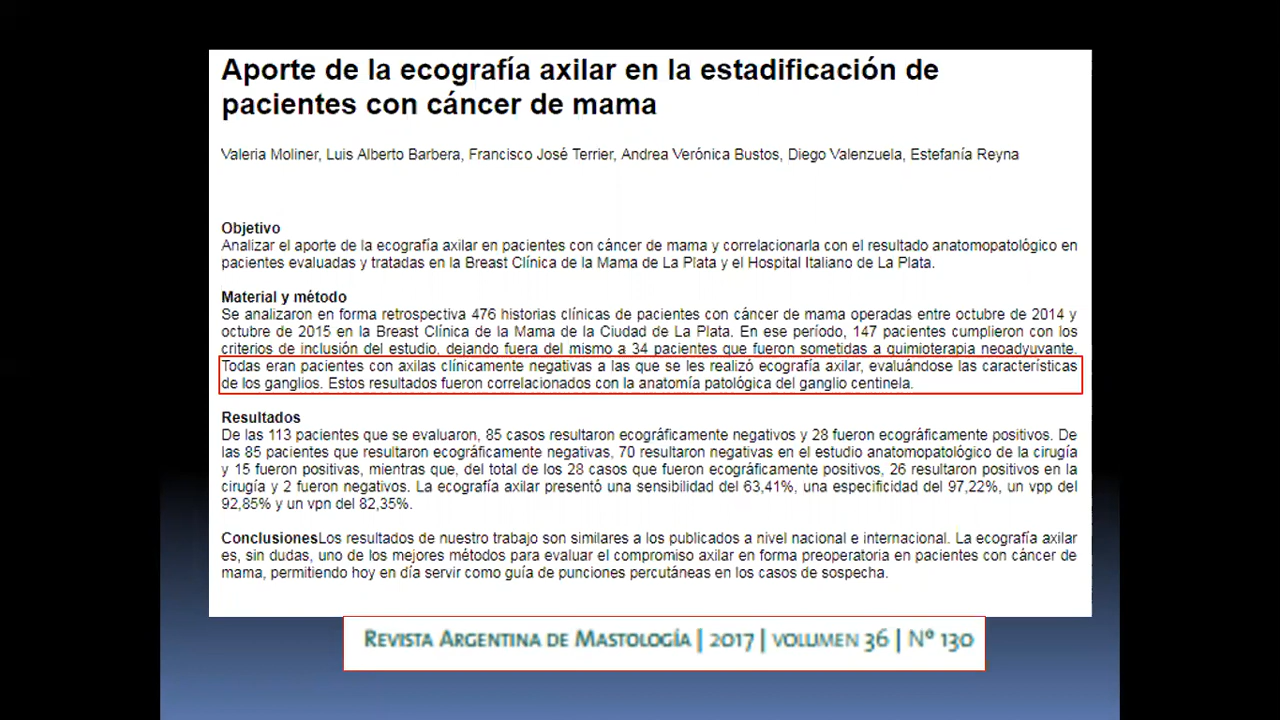 Aporte de la ecografía axilar en la estadificación de
pacientes con cáncer de mama
Valeria Moliner, Luis Alberto Barbera, Francisco José Terrier, Andrea Verónica Bustos, Diego Valenzuela, Estefanía Reyna
Objetivo
Analizar el aporte de la ecografía axilar en pacientes con cáncer de mama y correlacionarla con el resultado anatomopatológico en
pacientes evaluadas y tratadas en la Breast Clínica de la Mama de La Plata y el Hospital Italiano de La Plata.
Material y método
Se analizaron en forma retrospectiva 476 historias clínicas de pacientes con cáncer de mama operadas entre octubre de 2014 y
octubre de 2015 en la Breast Clínica de la Mama de la Ciudad de La Plata. En ese período, 147 pacientes cumplieron con los
criterios de inclusión del estudio, dejando fuera del mismo a 34 pacientes que fueron sometidas a quimioterapia neoadyuvante.
Todas eran pacientes con axilas clínicamente negativas a las que se les realizó ecografía axilar, evaluándose las características
de los ganglios. Estos resultados fueron correlacionados con la anatomía patológica del ganglio centinela.
Resultados
De las 113 pacientes que se evaluaron, 85 casos resultaron ecográficamente negativos y 28 fueron ecográficamente positivos. De
las 85 pacientes que resultaron ecográficamente negativas, 70 resultaron negativas en el estudio anatomopatológico de la cirugía
y 15 fueron positivas, mientras que, del total de los 28 casos que fueron ecográficamente positivos, 26 resultaron positivos en la
cirugía y 2 fueron negativos. La ecografía axilar presentó una sensibilidad del 63,41%, una especificidad del 97,22%, un vpp del
92,85% y un vpn del 82,35%.
ConclusionesLos resultados de nuestro trabajo son similares a los publicados a nivel nacional e internacional. La ecografía axilar
es, sin dudas, uno de los mejores métodos para evaluar el compromiso axilar en forma preoperatoria en pacientes con cáncer de
mama, permitiendo hoy en día servir como guía de punciones percutáneas en los casos de sospecha.
Revista Argentina de Mastología | 2017 | volumen 36 | Nº 130